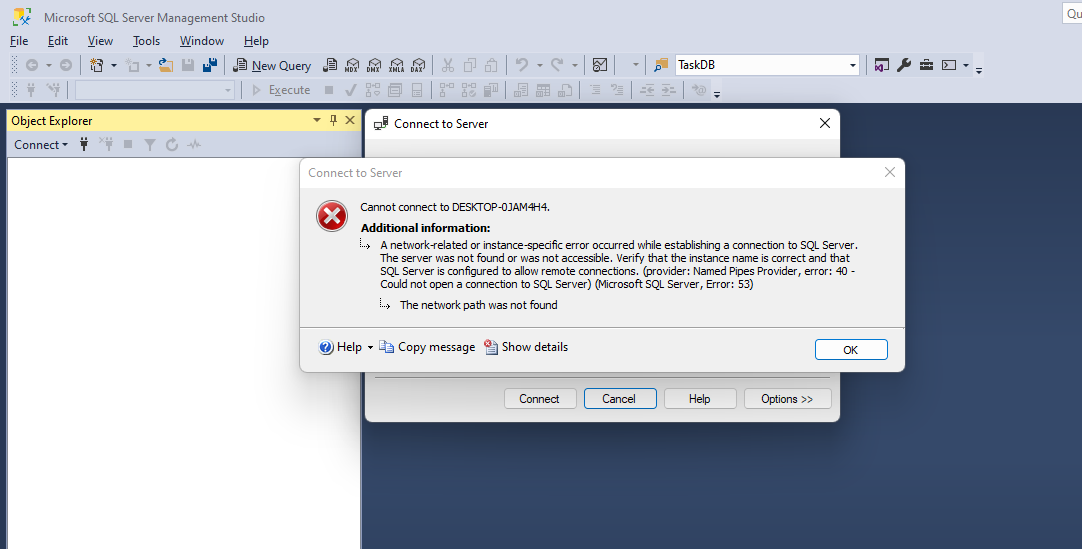 Microsoft SQL Server Management Studio
Qu
File Edit View Tools Window Help
New Query MDX DMX XMLA DAX TaskDB
Execute
Object Explorer
Connect
Connect to Server
Connect to Server
Cannot connect to DESKTOP-0JAM4H4.
Additional information:
A network-related or instance-specific error occurred while establishing a connection to SQL Server.
The server was not found or was not accessible. Verify that the instance name is correct and that
SQL Server is configured to allow remote connections. (provider: Named Pipes Provider, error: 40 -
Could not open a connection to SQL Server) (Microsoft SQL Server, Error: 53)
The network path was not found
Help Copy message Show details OK
Connect Cancel Help Options >>